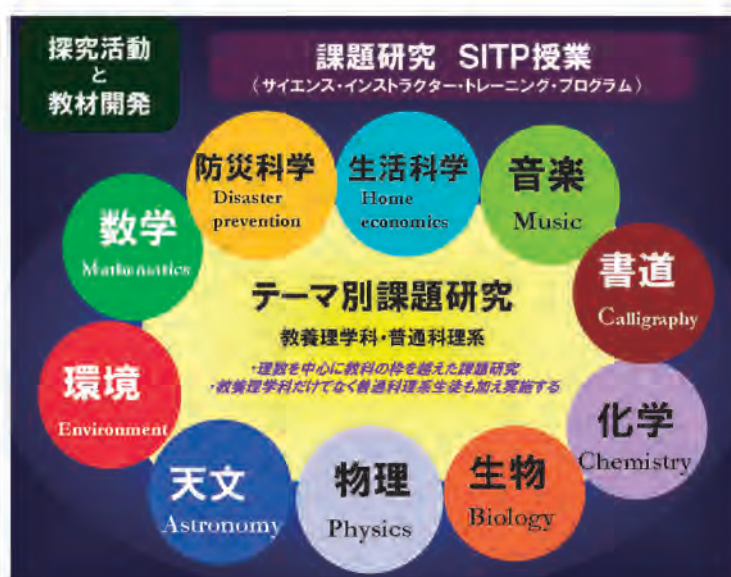 探究活動
と
教材開発
課題研究 SITP授業
(サイエンス・インストラクター・トレーニング・プログラム)
防災科学
Disaster
prevention
生活科学
Home
economics
音楽
Music
数学
Mathematics
書道
Calligraphy
テーマ別課題研究
教養理学科・普通科理系
・理数を中心に教科の枠を越えた課題研究
・教養理学科だけでなく普通科理系生徒も加え実施する
環境
Environment
化学
Chemistry
天文
Astronomy
物理
Physics
生物
Biology